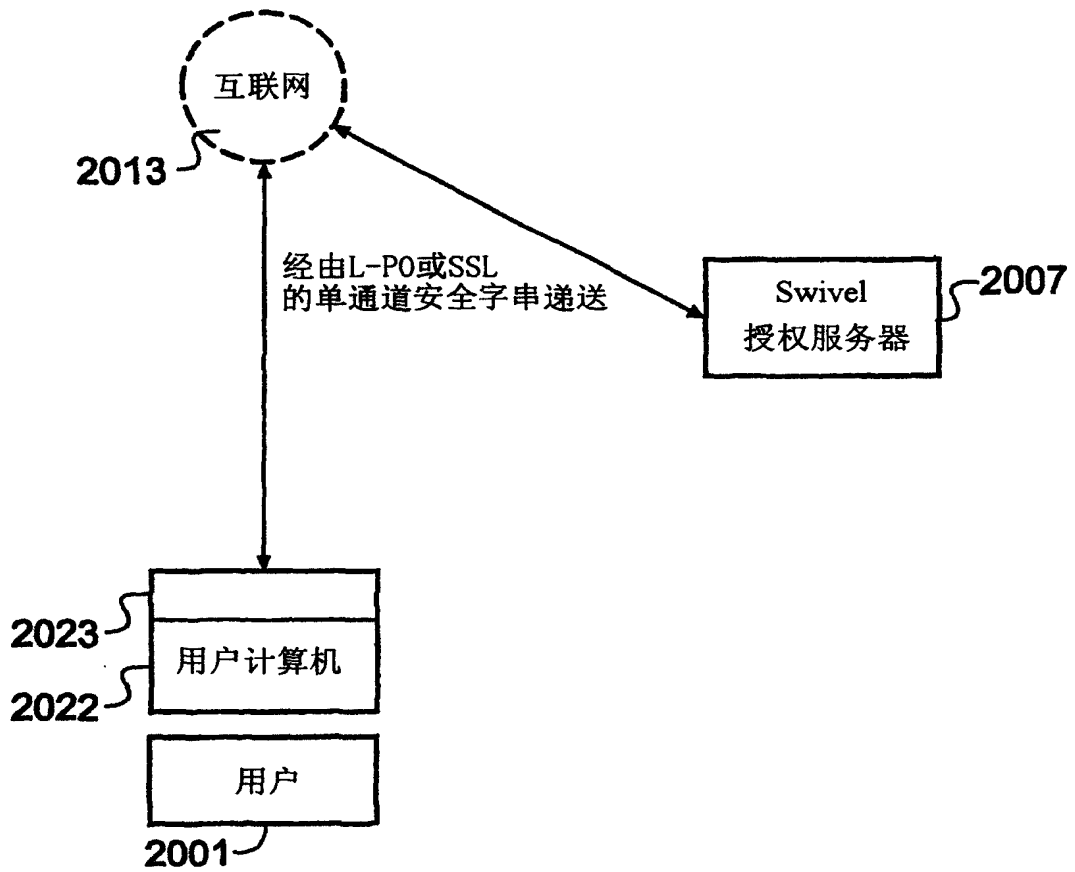 互联网
2013
经由L-P0或SSL
的单通道安全字串递送
Swivel
授权服务器
2007
2023
用户计算机
2022
用户
2001